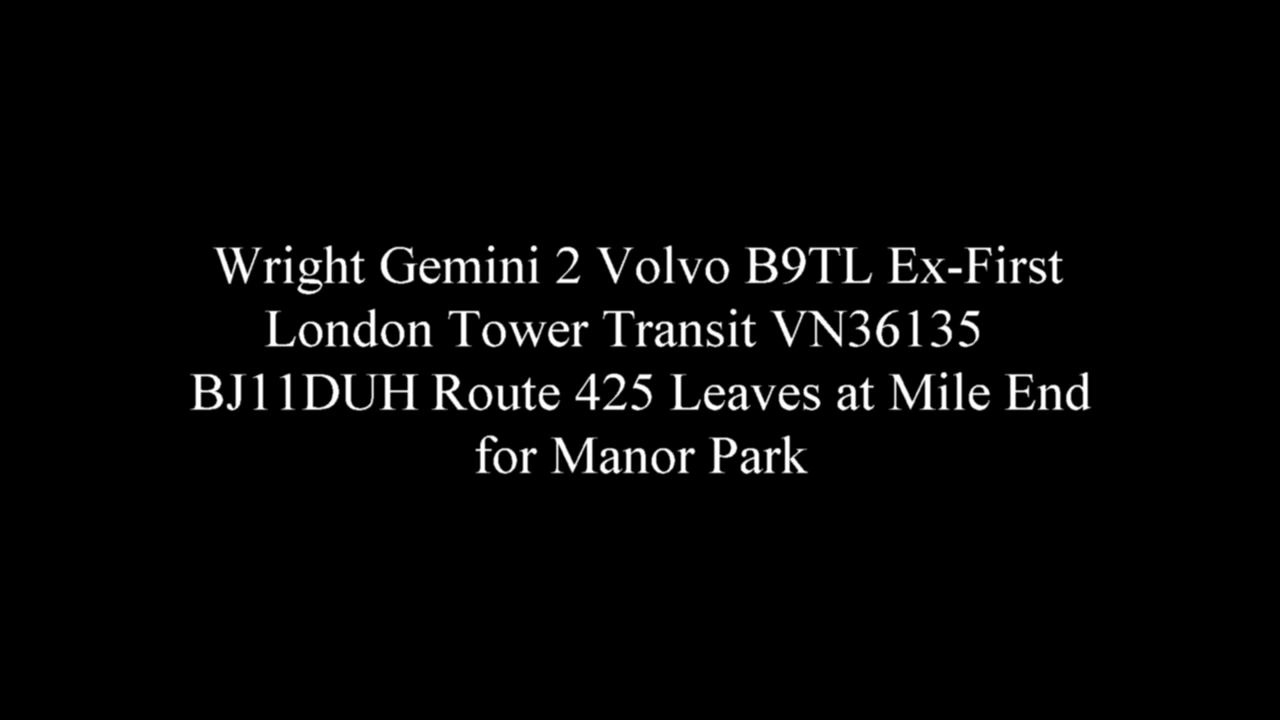 Wright Gemini 2 Volvo B9TL Ex-First
London Tower Transit VN36135
BJ11DUH Route 425 Leaves at Mile End
for Manor Park